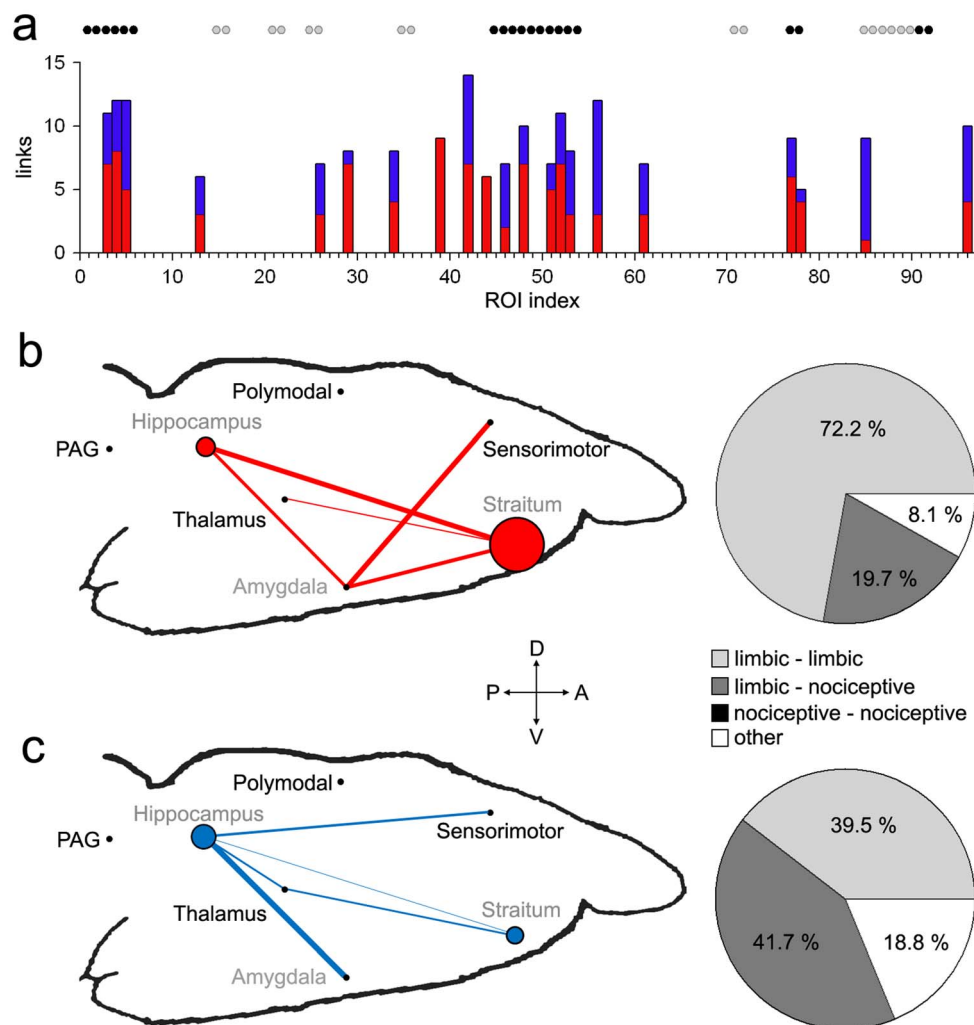 a
15
10
5
0
links
0 10 20 30 40 50 60 70 80 90
ROI index
b
Polymodal
Hippocampus
PAG
Sensorimotor
Thalamus
Straitum
Amygdala
72.2 %
8.1 %
19.7 %
D
P A
V
limbic - limbic
limbic - nociceptive
nociceptive - nociceptive
other
c
Polymodal
Hippocampus
PAG
Sensorimotor
Thalamus
Straitum
Amygdala
39.5 %
41.7 %
18.8 %